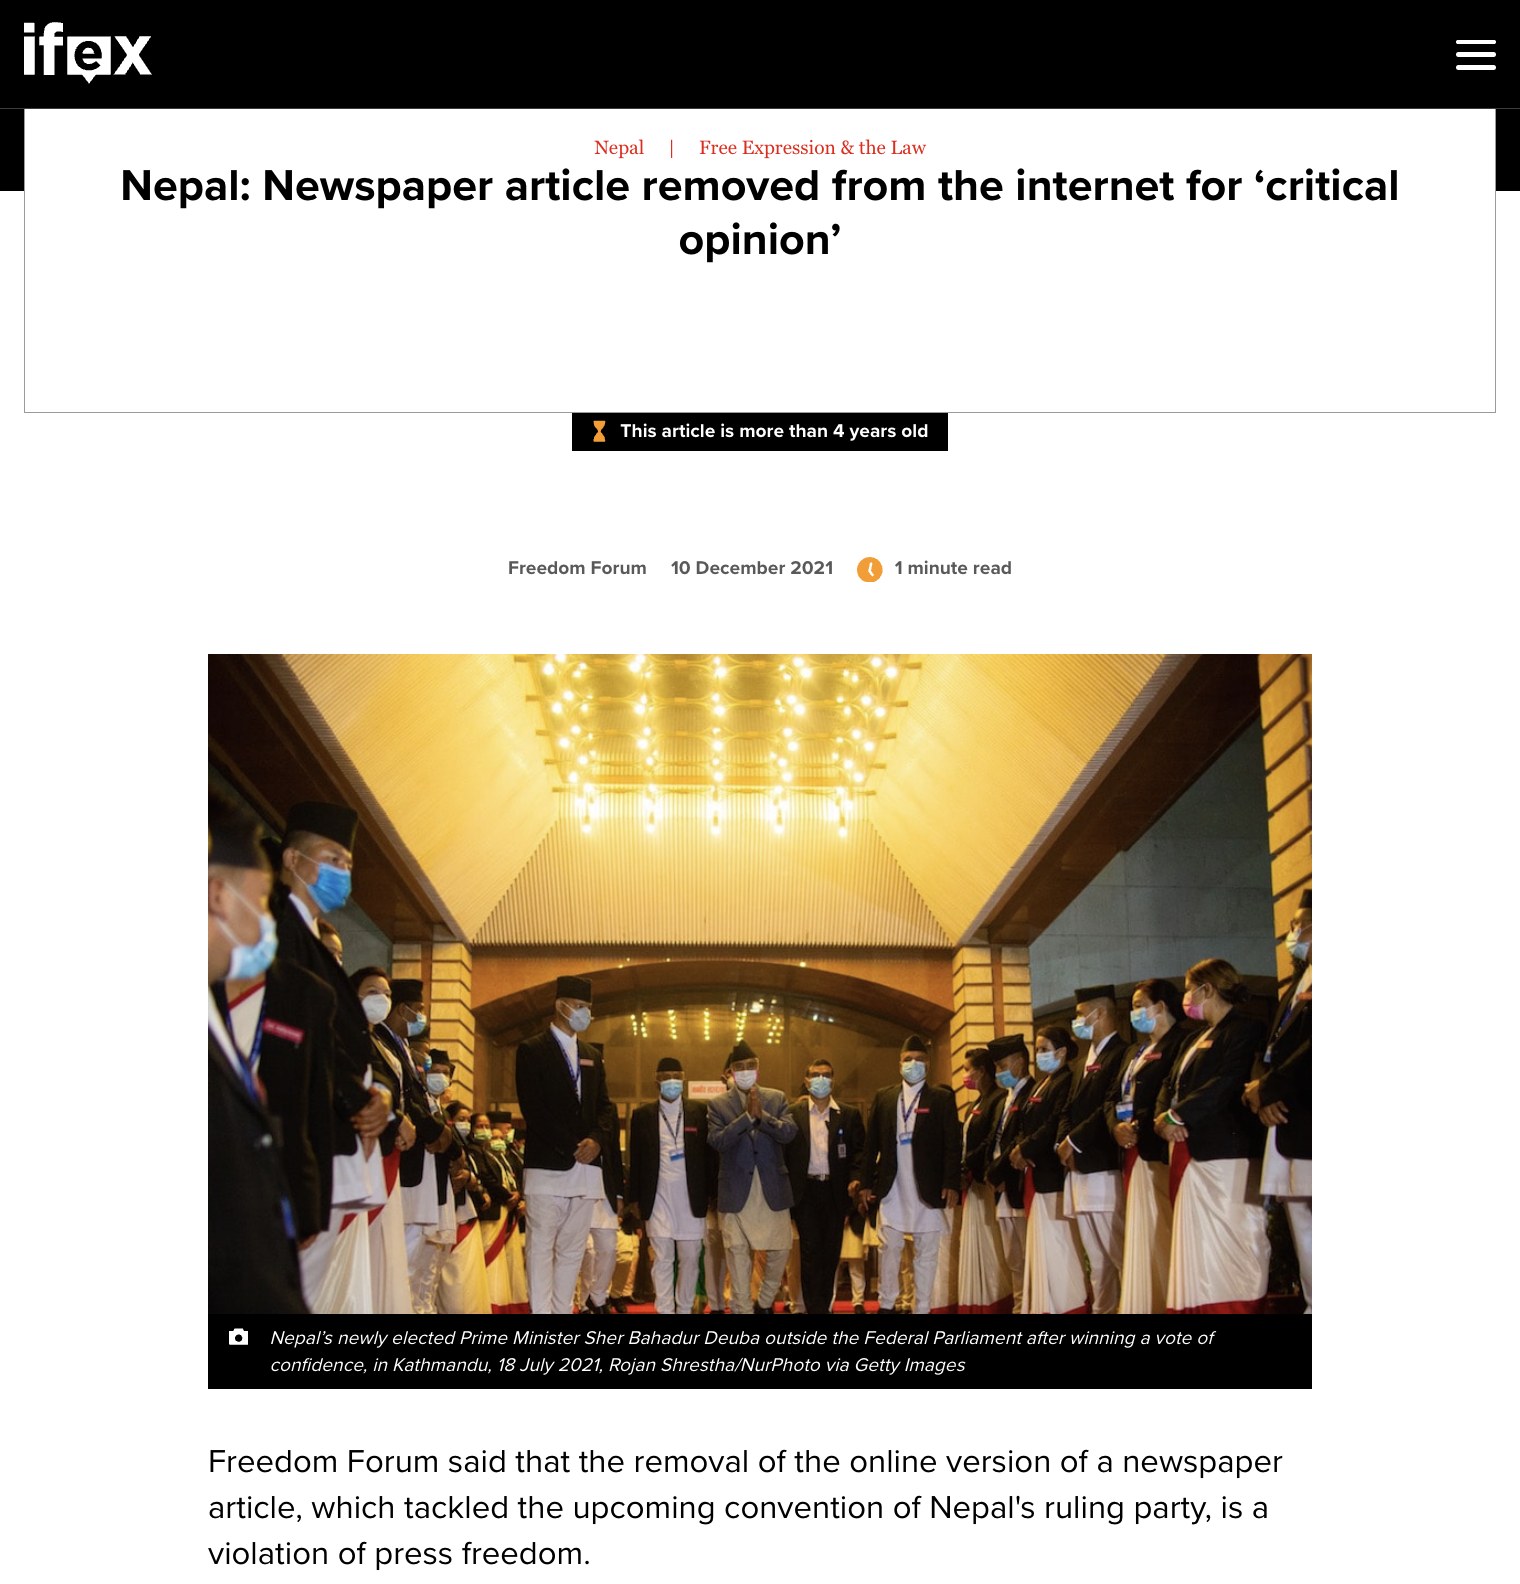 ifex
Nepal | Free Expression & the Law
Nepal: Newspaper article removed from the internet for ‘critical
opinion’
This article is more than 4 years old
Freedom Forum 10 December 2021 1 minute read
Nepal’s newly elected Prime Minister Sher Bahadur Deuba outside the Federal Parliament after winning a vote of
confidence, in Kathmandu, 18 July 2021, Rojan Shrestha/NurPhoto via Getty Images
Freedom Forum said that the removal of the online version of a newspaper
article, which tackled the upcoming convention of Nepal's ruling party, is a
violation of press freedom.